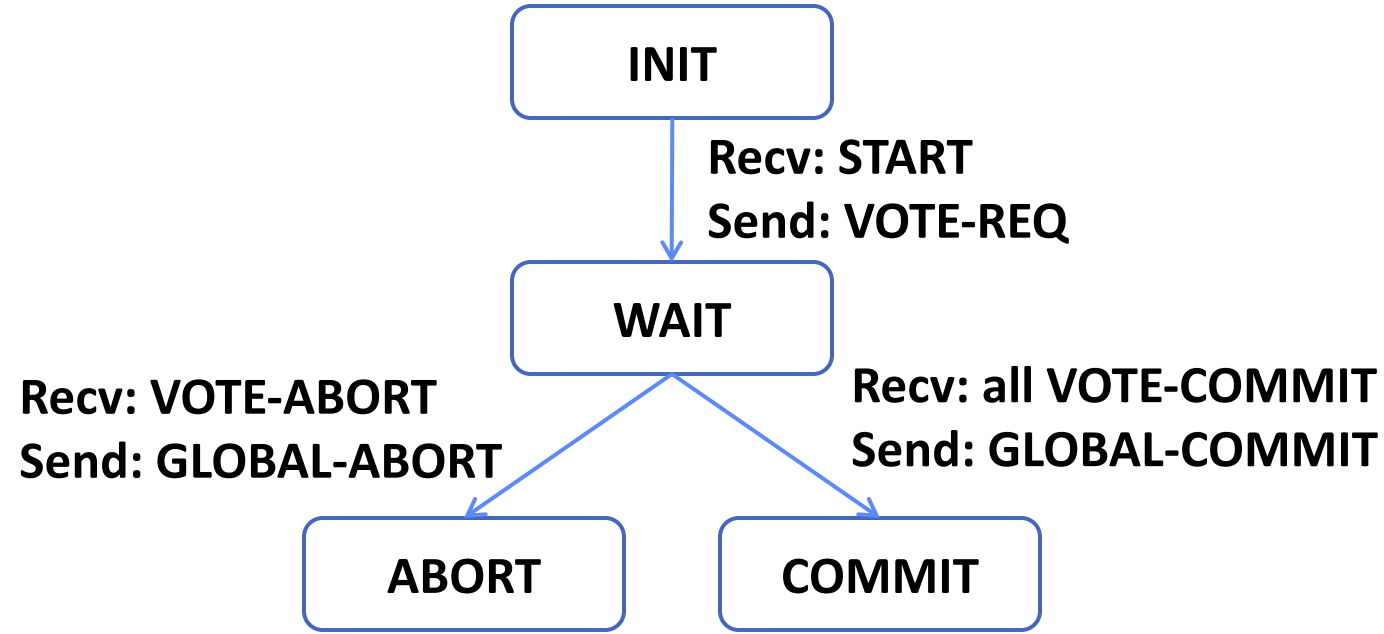 INIT
Recv: START
Send: VOTE-REQ
WAIT
Recv: VOTE-ABORT
Send: GLOBAL-ABORT
Recv: all VOTE-COMMIT
Send: GLOBAL-COMMIT
ABORT
COMMIT